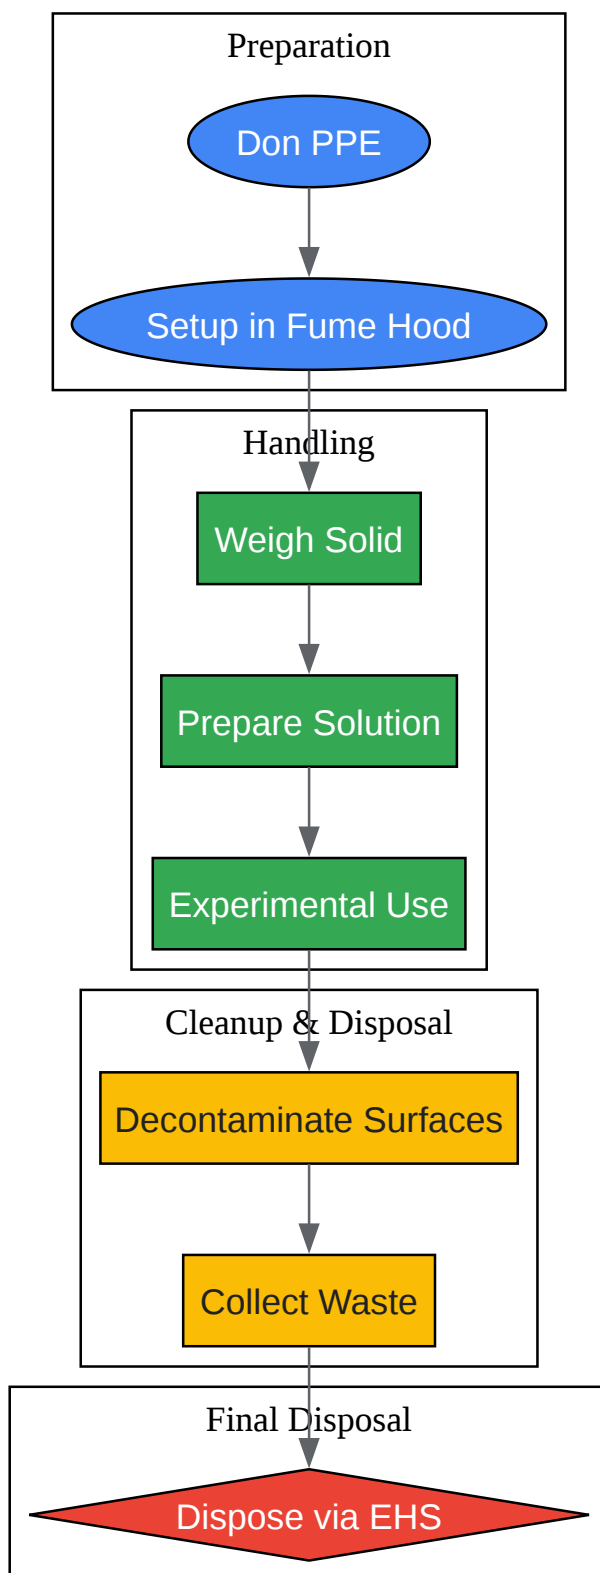 Preparation
Don PPE
Setup in Fume Hood
Handling
Weigh Solid
Prepare Solution
Experimental Use
Cleanup & Disposal
Decontaminate Surfaces
Collect Waste
Final Disposal
Dispose via EHS